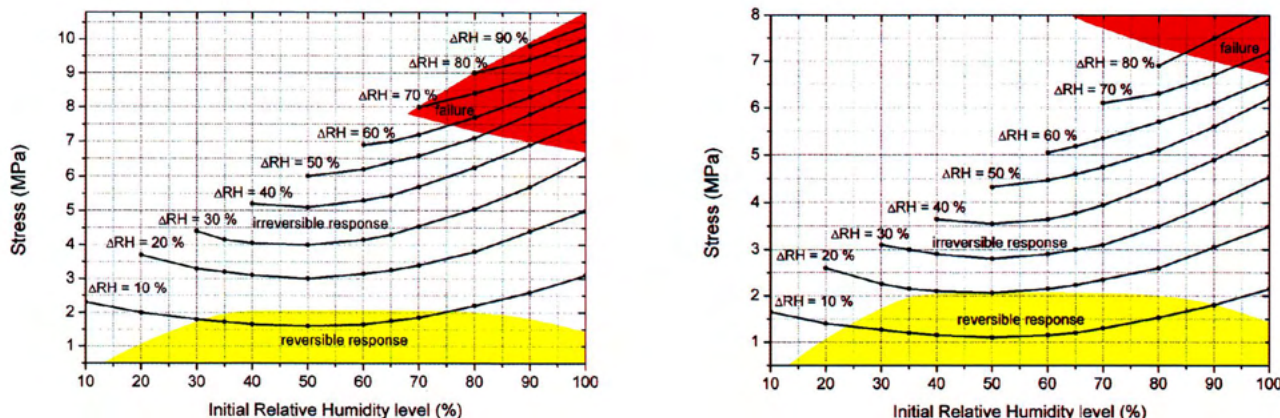 Stress (MPa)
10
9
8
7
6
5
4
3
2
1
ΔRH = 90 %
ΔRH = 80 %
ΔRH = 70 %
failure
ΔRH = 60 %
ΔRH = 50 %
ΔRH = 40 %
ΔRH = 30 %
irreversible response
ΔRH = 20 %
ΔRH = 10 %
reversible response
10 20 30 40 50 60 70 80 90 100
Initial Relative Humidity level (%)
Stress (MPa)
8
7
6
5
4
3
2
1
failure
ΔRH = 80 %
ΔRH = 70 %
ΔRH = 60 %
ΔRH = 50 %
ΔRH = 40 %
ΔRH = 30 %
irreversible response
ΔRH = 20 %
ΔRH = 10 %
reversible response
10 20 30 40 50 60 70 80 90 100
Initial Relative Humidity level (%)